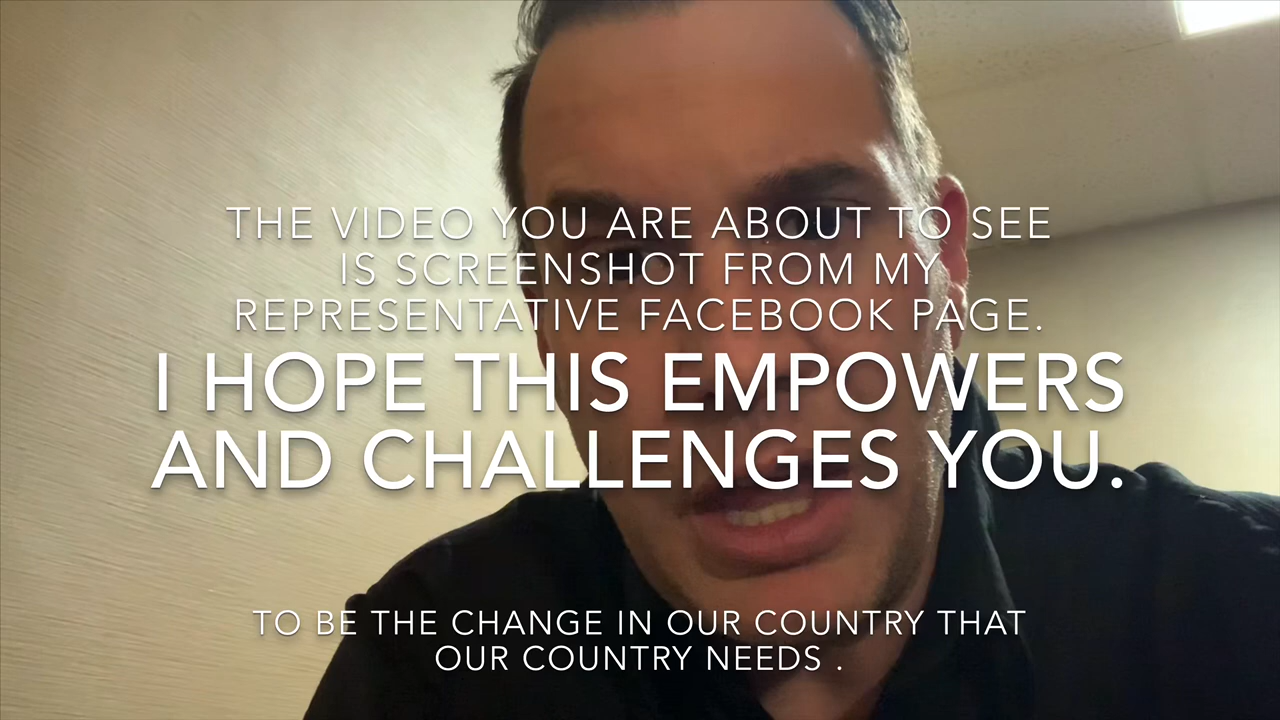 THE VIDEO YOU ARE ABOUT TO SEE
IS SCREENSHOT FROM MY
REPRESENTATIVE FACEBOOK PAGE.
I HOPE THIS EMPOWERS
AND CHALLENGES YOU.
TO BE THE CHANGE IN OUR COUNTRY THAT
OUR COUNTRY NEEDS .